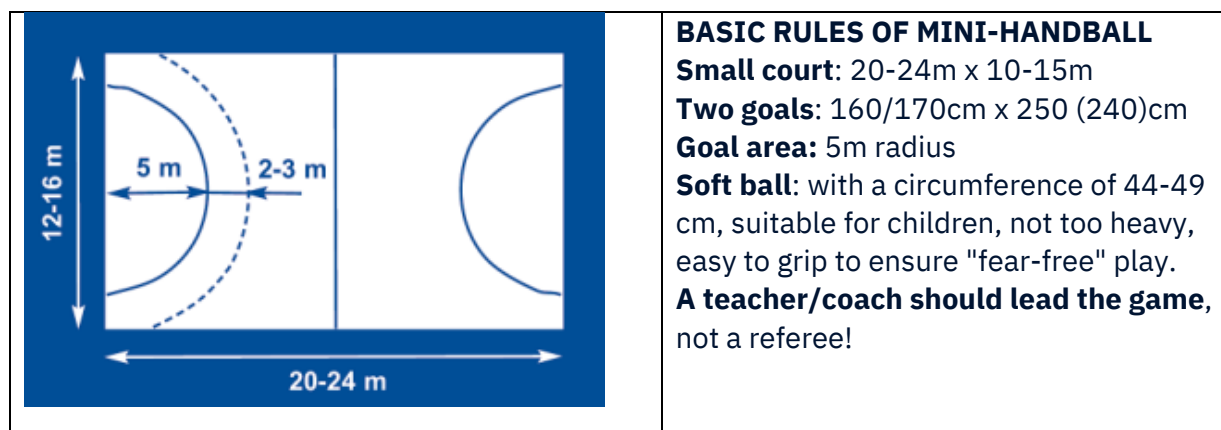 5 m
2-3 m
12-16 m
20-24 m
BASIC RULES OF MINI-HANDBALL
Small court: 20-24m x 10-15m
Two goals: 160/170cm x 250 (240)cm
Goal area: 5m radius
Soft ball: with a circumference of 44-49
cm, suitable for children, not too heavy,
easy to grip to ensure "fear-free" play.
A teacher/coach should lead the game,
not a referee!